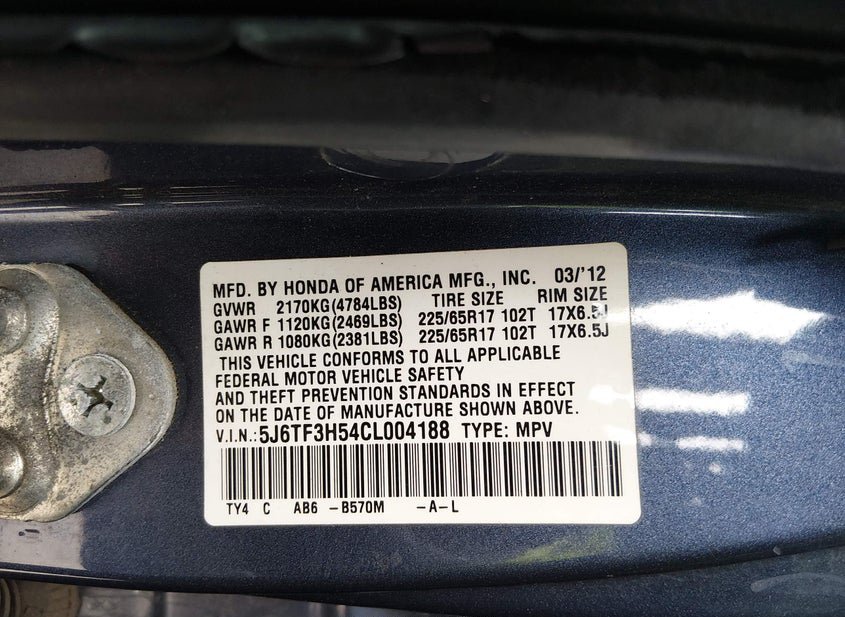 MFD. BY HONDA OF AMERICA MFG., INC. 03/'12
GVWR 2170KG(4784LBS) TIRE SIZE RIM SIZE
GAWR F 1120KG(2469LBS) 225/65R17 102T 17X6.5J
GAWR R 1080KG(2381LBS) 225/65R17 102T 17X6.5J
THIS VEHICLE CONFORMS TO ALL APPLICABLE
FEDERAL MOTOR VEHICLE SAFETY
AND THEFT PREVENTION STANDARDS IN EFFECT
ON THE DATE OF MANUFACTURE SHOWN ABOVE.
V.I.N.:5J6TF3H54CL004188 TYPE: MPV
TY4 C AB6 -B570M -A-L